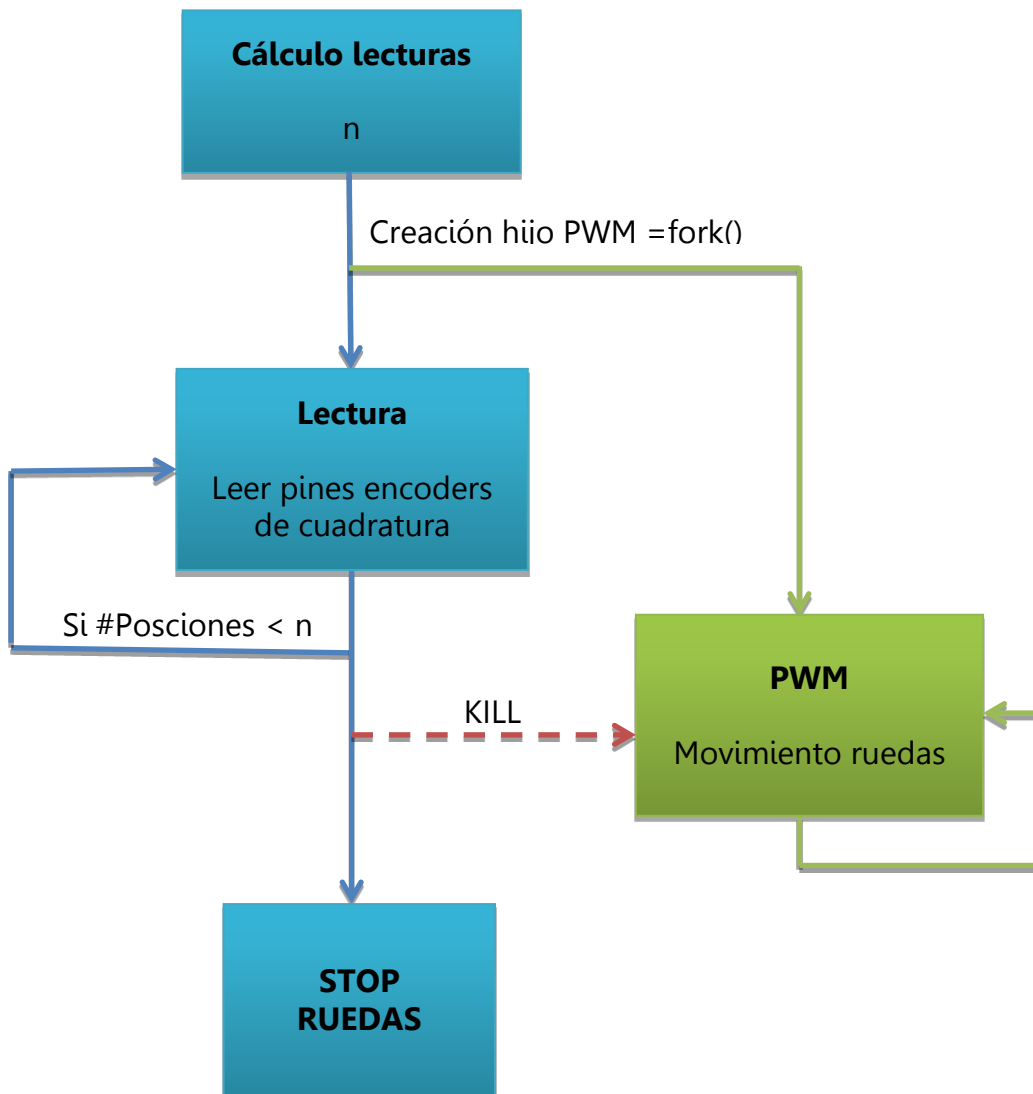 Cálculo lecturas
n
Creación hijo PWM =fork()
Lectura
Leer pines encoders
de cuadratura
Si #Posciones < n
PWM
Movimiento ruedas
KILL
STOP
RUEDAS